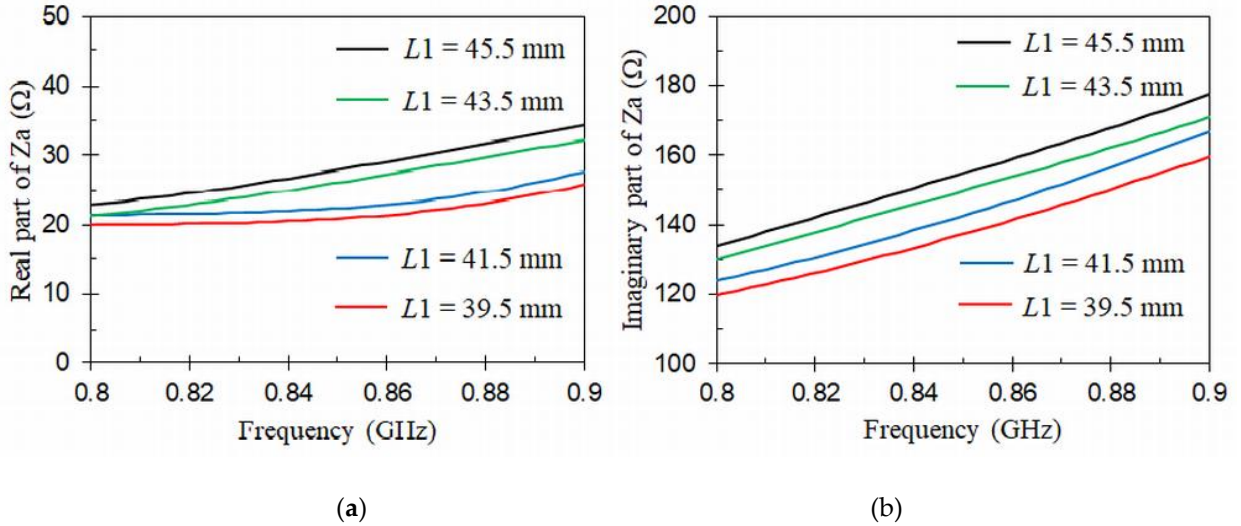 Real part of Za (Ω)
50
40
30
20
10
0
L1 = 45.5 mm
L1 = 43.5 mm
L1 = 41.5 mm
L1 = 39.5 mm
0.8 0.82 0.84 0.86 0.88 0.9
Frequency (GHz)
(a)
Imaginary part of Za (Ω)
200
180
160
140
120
100
L1 = 45.5 mm
L1 = 43.5 mm
L1 = 41.5 mm
L1 = 39.5 mm
0.8 0.82 0.84 0.86 0.88 0.9
Frequency (GHz)
(b)